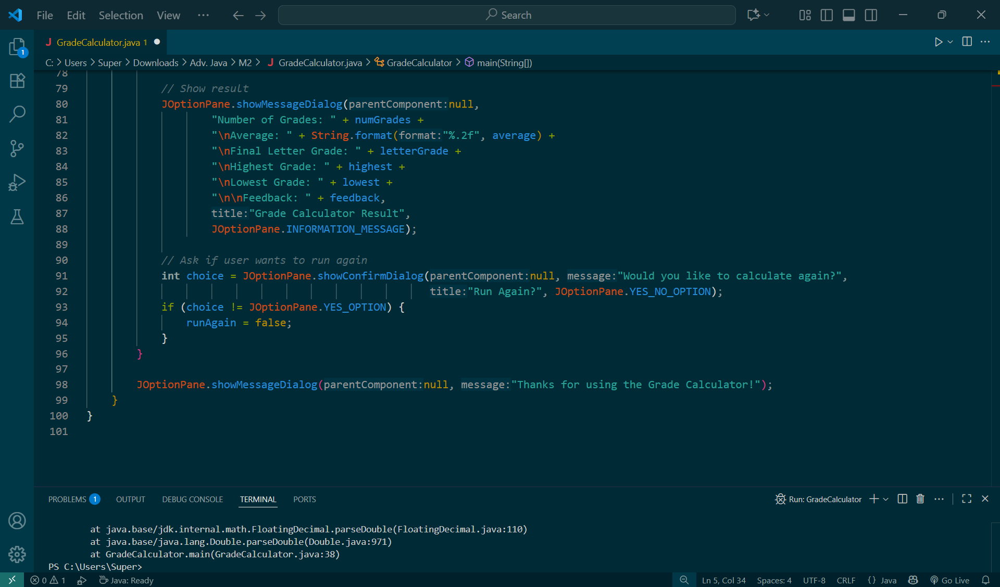 File Edit Selection View ··· Search
J GradeCalculator.java 1
C: > Users > Super > Downloads > Adv. Java > M2 > J GradeCalculator.java > GradeCalculator > main(String[])
78
79 // Show result
80 JOptionPane.showMessageDialog(parentComponent:null,
81 "Number of Grades: " + numGrades +
82 "\nAverage: " + String.format(format:"%.2f", average) +
83 "\nFinal Letter Grade: " + letterGrade +
84 "\nHighest Grade: " + highest +
85 "\nLowest Grade: " + lowest +
86 "\n\nFeedback: " + feedback,
87 title:"Grade Calculator Result",
88 JOptionPane.INFORMATION_MESSAGE);
89
90 // Ask if user wants to run again
91 int choice = JOptionPane.showConfirmDialog(parentComponent:null, message:"Would you like to calculate again?",
92 title:"Run Again?", JOptionPane.YES_NO_OPTION);
93 if (choice != JOptionPane.YES_OPTION) {
94 runAgain = false;
95 }
96 }
97
98 JOptionPane.showMessageDialog(parentComponent:null, message:"Thanks for using the Grade Calculator!");
99 }
100 }
101
PROBLEMS 1 OUTPUT DEBUG CONSOLE TERMINAL PORTS Run: GradeCalculator
at java.base/jdk.internal.math.FloatingDecimal.parseDouble(FloatingDecimal.java:110)
at java.base/java.lang.Double.parseDouble(Double.java:971)
at GradeCalculator.main(GradeCalculator.java:38)
PS C:\Users\Super>
0 1 Java: Ready Ln 5, Col 34 Spaces: 4 UTF-8 CRLF {} Java Go Live